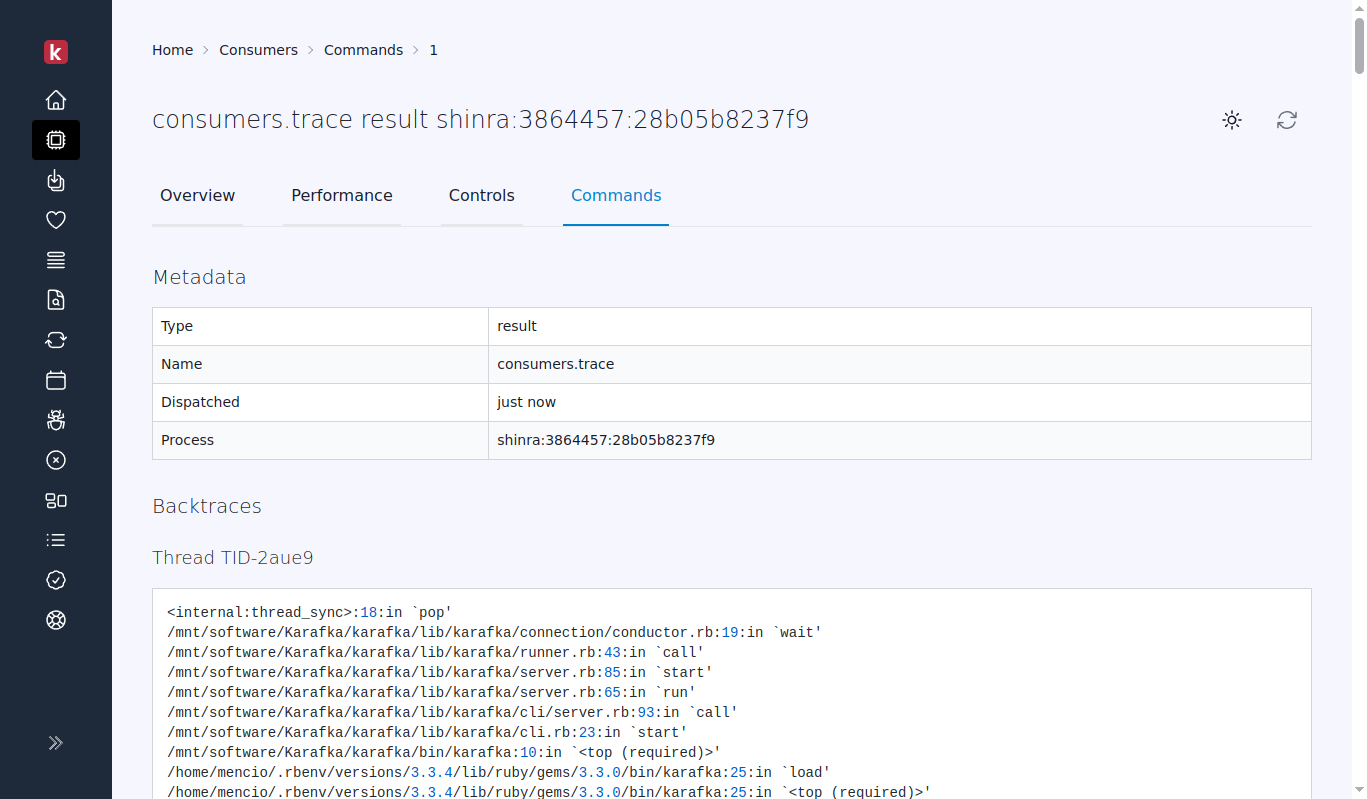 k
Home > Consumers > Commands > 1
consumers.trace result shinra:3864457:28b05b8237f9
Overview Performance Controls Commands
Metadata
Type result
Name consumers.trace
Dispatched just now
Process shinra:3864457:28b05b8237f9
Backtraces
Thread TID-2aue9
<internal:thread_sync>:18:in `pop'
/mnt/software/Karafka/karafka/lib/karafka/connection/conductor.rb:19:in `wait'
/mnt/software/Karafka/karafka/lib/karafka/runner.rb:43:in `call'
/mnt/software/Karafka/karafka/lib/karafka/server.rb:85:in `start'
/mnt/software/Karafka/karafka/lib/karafka/server.rb:65:in `run'
/mnt/software/Karafka/karafka/lib/karafka/cli/server.rb:93:in `call'
/mnt/software/Karafka/karafka/lib/karafka/cli.rb:23:in `start'
/mnt/software/Karafka/karafka/bin/karafka:10:in `<top (required)>'
/home/mencio/.rbenv/versions/3.3.4/lib/ruby/gems/3.3.0/bin/karafka:25:in `load'
/home/mencio/.rbenv/versions/3.3.4/lib/ruby/gems/3.3.0/bin/karafka:25:in `<top (required)>'